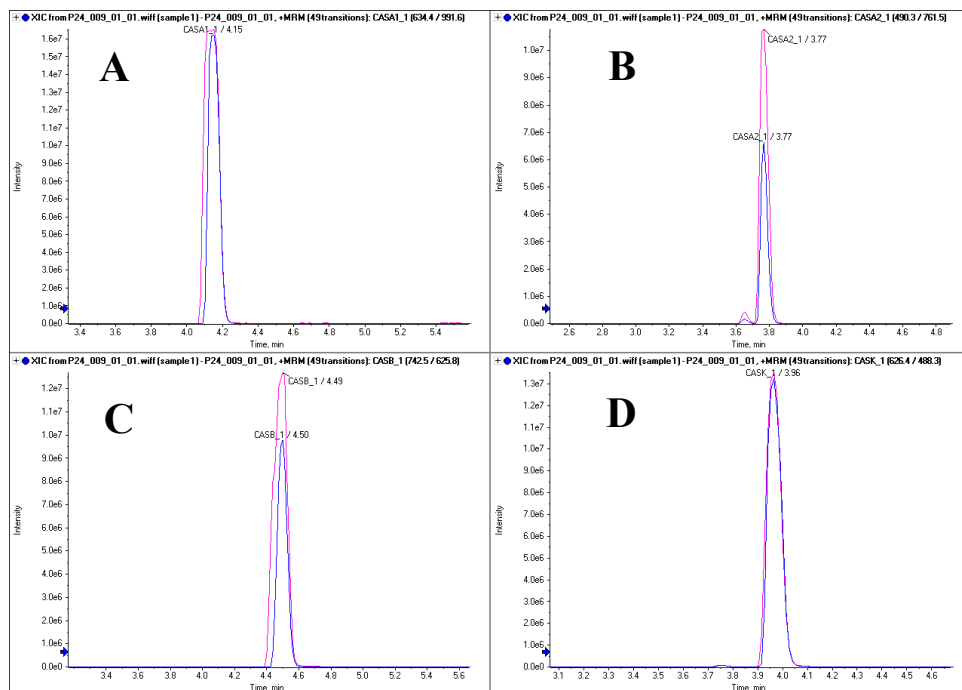 XIC from P24_009_01_01.wiff (sample1) - P24_009_01_01, +MRM (49transitions): CASA1_1 (634.4 / 991.6)
CASA1_1 / 4.15
A
1.6e7
1.5e7
1.4e7
1.3e7
1.2e7
1.1e7
1.0e7
9.0e6
8.0e6
7.0e6
6.0e6
5.0e6
4.0e6
3.0e6
2.0e6
1.0e6
0.0e0
Intensity
3.4 3.6 3.8 4.0 4.2 4.4 4.6 4.8 5.0 5.2 5.4
Time, min
XIC from P24_009_01_01.wiff (sample1) - P24_009_01_01, +MRM (49transitions): CASA2_1 (490.3 / 761.5)
CASA2_1 / 3.77
B
CASA2_1 / 3.77
1.0e7
9.0e6
8.0e6
7.0e6
6.0e6
5.0e6
4.0e6
3.0e6
2.0e6
1.0e6
0.0e0
Intensity
2.6 2.8 3.0 3.2 3.4 3.6 3.8 4.0 4.2 4.4 4.6 4.8
Time, min
XIC from P24_009_01_01.wiff (sample1) - P24_009_01_01, +MRM (49transitions): CASB_1 (742.5 / 625.8)
CASB_1 / 4.49
C
CASB_1 / 4.50
1.2e7
1.1e7
1.0e7
9.0e6
8.0e6
7.0e6
6.0e6
5.0e6
4.0e6
3.0e6
2.0e6
1.0e6
0.0e0
Intensity
3.8 4.0 4.2 4.4 4.6 4.8 5.0 5.2 5.4 5.6
Time, min
XIC from P24_009_01_01.wiff (sample1) - P24_009_01_01, +MRM (49transitions): CASK_1 (626.4 / 488.3)
CASK_1 / 3.96
D
1.3e7
1.2e7
1.1e7
1.0e7
9.0e6
8.0e6
7.0e6
6.0e6
5.0e6
4.0e6
3.0e6
2.0e6
1.0e6
0.0e0
Intensity
3.1 3.2 3.3 3.4 3.5 3.6 3.7 3.8 3.9 4.0 4.1 4.2 4.3 4.4 4.5 4.6
Time, min